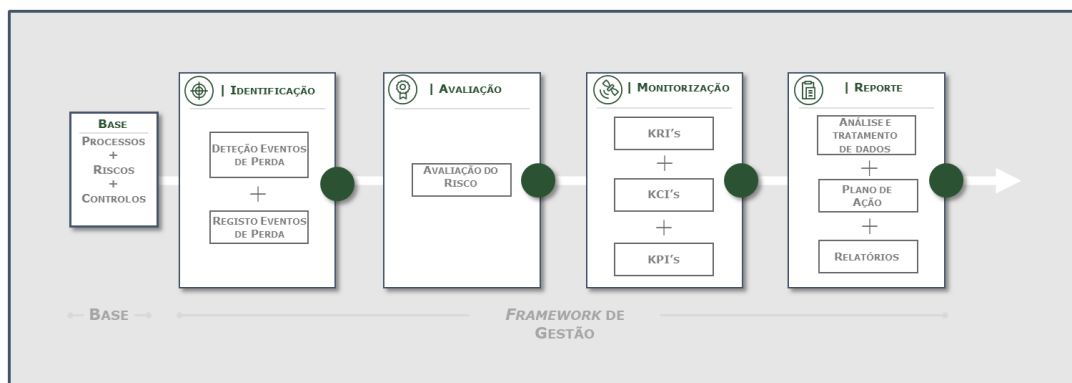 BASE
PROCESSOS
+
RISCOS
+
CONTROLOS
| IDENTIFICAÇÃO
DETEÇÃO EVENTOS
DE PERDA
+
REGISTO EVENTOS
DE PERDA
| AVALIAÇÃO
AVALIAÇÃO DO
RISCO
| MONITORIZAÇÃO
KRI'S
+
KCI'S
+
KPI'S
| REPORTE
ANÁLISE E
TRATAMENTO
DE DADOS
+
PLANO DE
AÇÃO
+
RELATÓRIOS
BASE
FRAMEWORK DE
GESTÃO